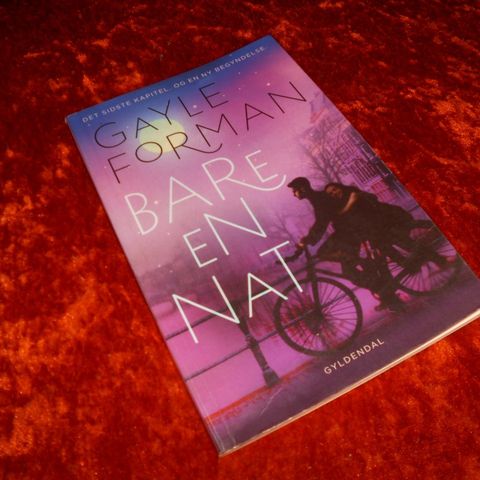 DET SIDSTE KAPITEL. OG EN NY BEGYNDELSE.
GAYLE
FORMAN
BARE
EN
NAT
GYLDENDAL